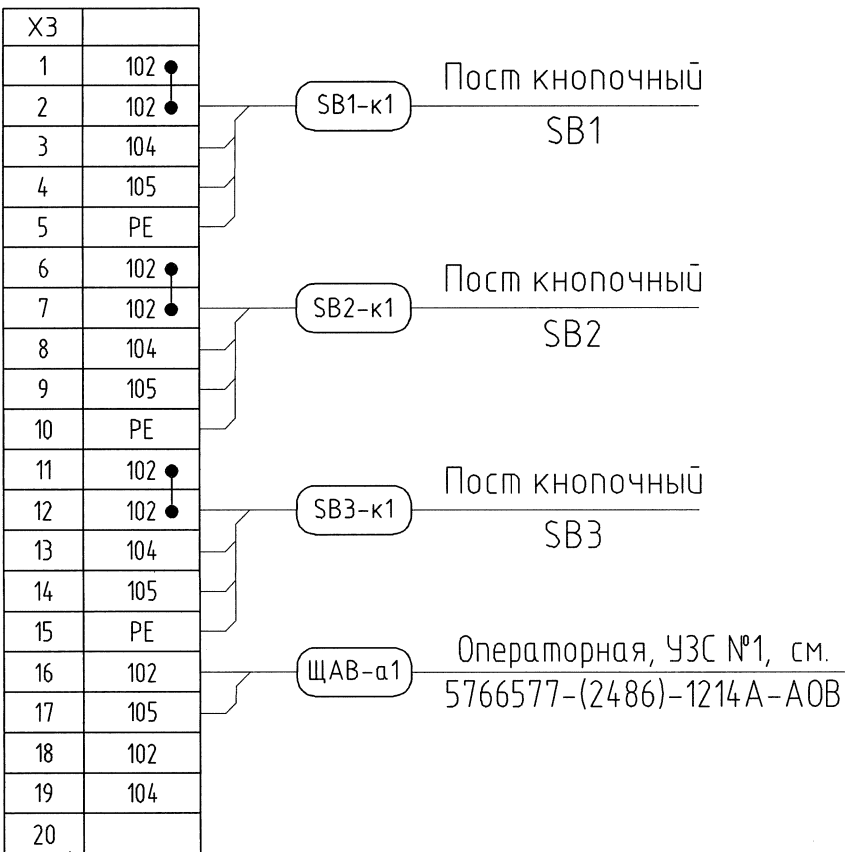 X3
1 102
2 102
3 104
4 105
5 PE
6 102
7 102
8 104
9 105
10 PE
11 102
12 102
13 104
14 105
15 PE
16 102
17 105
18 102
19 104
20
SB1-к1
Пост кнопочный
SB1
SB2-к1
Пост кнопочный
SB2
SB3-к1
Пост кнопочный
SB3
ЩАВ-а1
Операторная, УЗС №1, см.
5766577-(2486)-1214А-АОВ